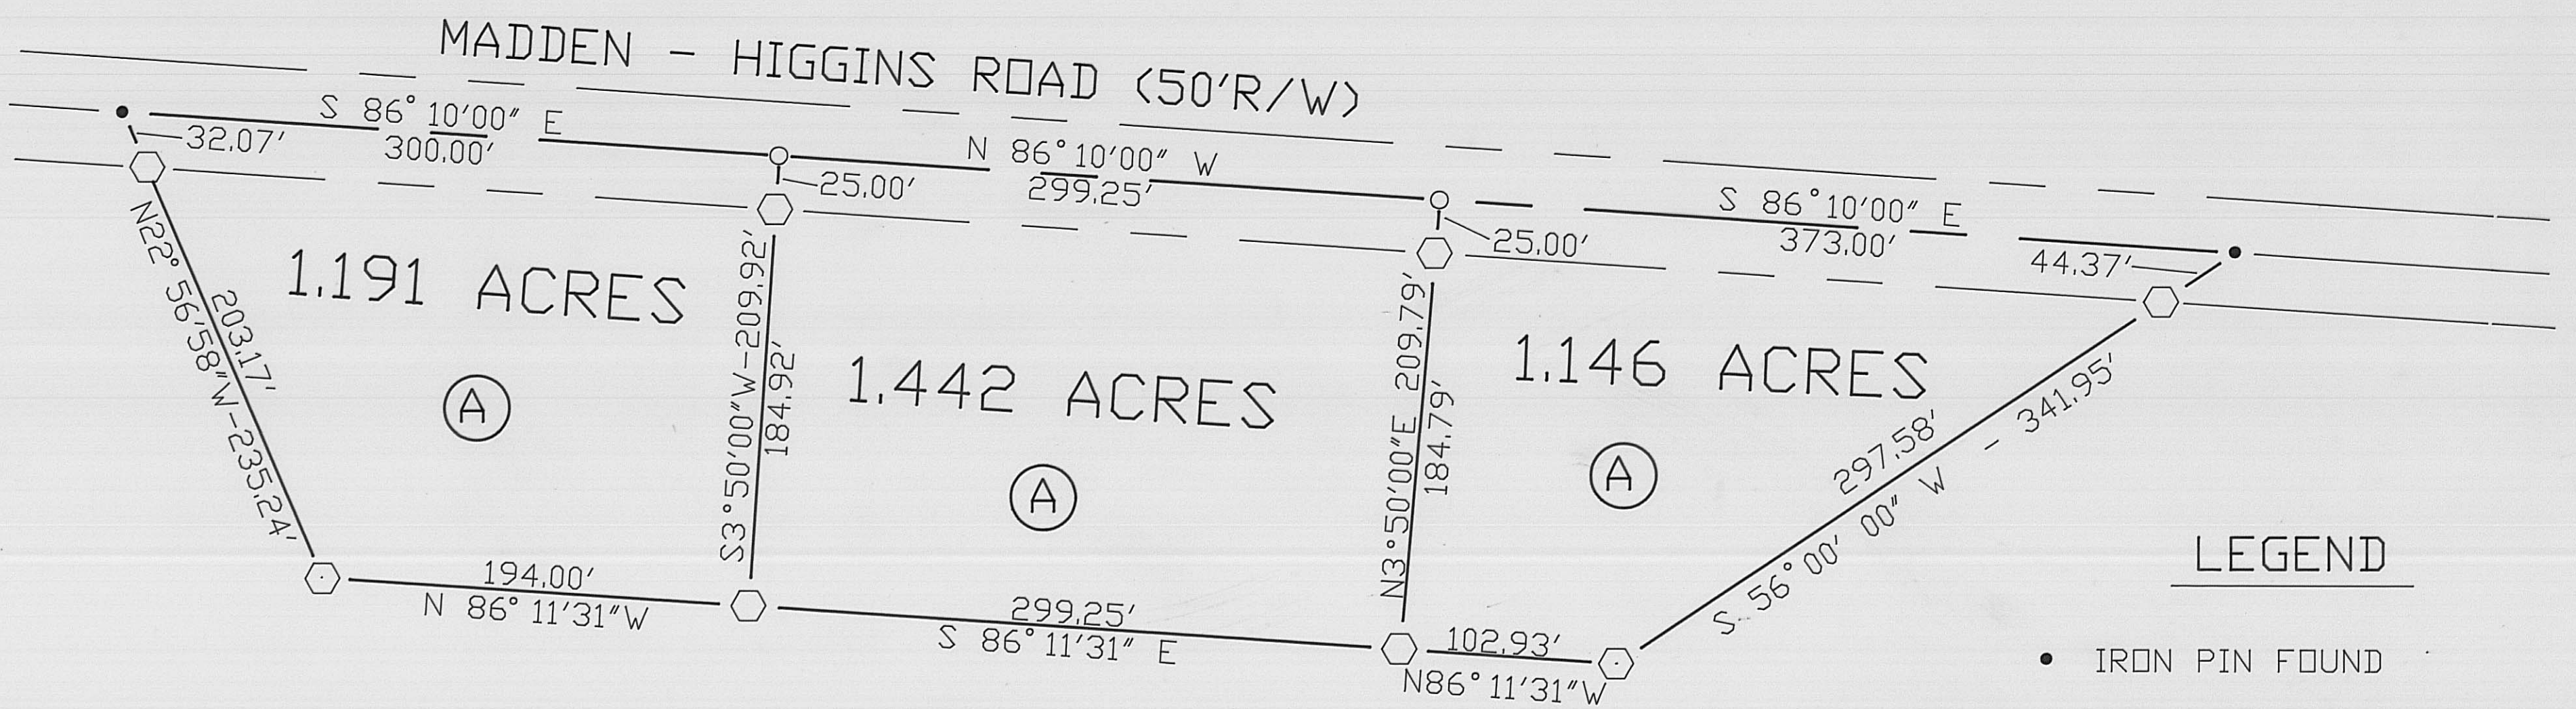 MADDEN - HIGGINS ROAD (50'R/W)
S 86°10'00" E
300.00'
32.07'
N 86°10'00" W
299.25'
25.00'
S 86°10'00" E
373.00'
25.00'
44.37'
N22°56'58"W-235.24'
203.17'
1.191 ACRES
A
S3°50'00"W-209.92'
184.92'
1.442 ACRES
A
N3°50'00"E 209.79'
184.79'
1.146 ACRES
A
297.58'
S 56°00'00" W - 341.95'
194.00'
N 86°11'31"W
299.25'
S 86°11'31" E
102.93'
N86°11'31"W
LEGEND
IRON PIN FOUND